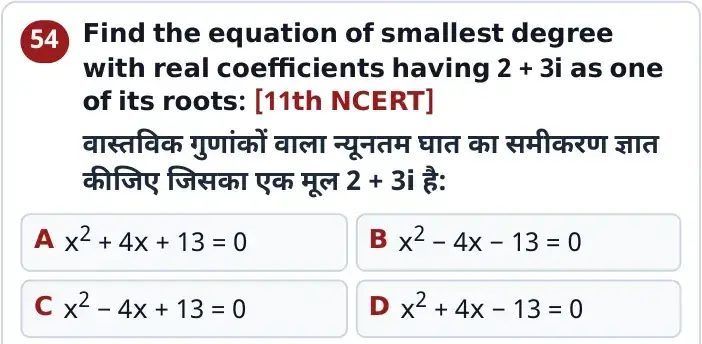 54 Find the equation of smallest degree
with real coefficients having 2 + 3i as one
of its roots: [11th NCERT]
वास्तविक गुणांकों वाला न्यूनतम घात का समीकरण ज्ञात
कीजिए जिसका एक मूल 2 + 3i है:
A x² + 4x + 13 = 0
B x² − 4x − 13 = 0
C x² − 4x + 13 = 0
D x² + 4x − 13 = 0